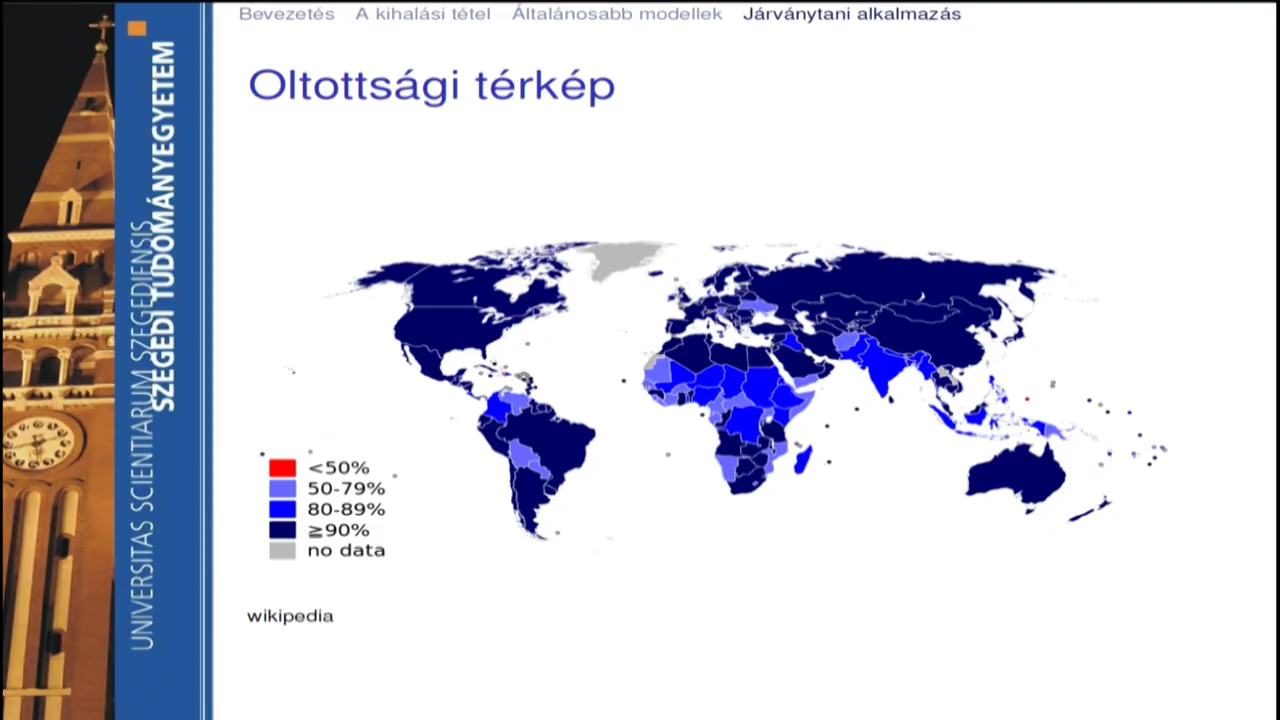 Bevezetés A kihalási tétel Általánosabb modellek Járványtani alkalmazás
Oltottsági térkép
UNIVERSITAS SCIENTIARUM SZEGEDIENSIS
SZEGEDI TUDOMÁNYEGYETEM
<50%
50-79%
80-89%
≧90%
no data
wikipedia